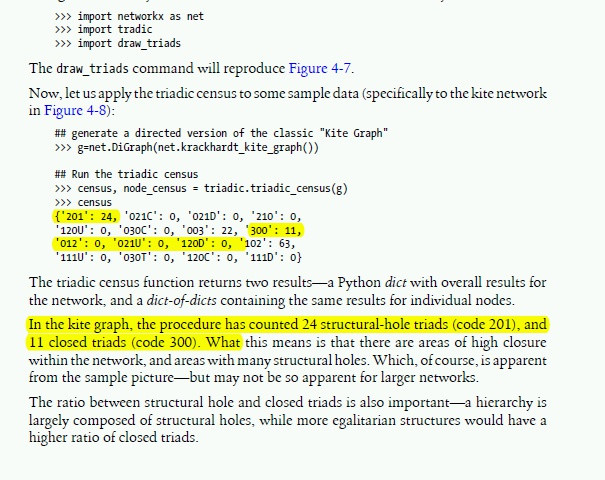 >>> import networkx as net
>>> import tradic
>>> import draw_triads
The draw_triads command will reproduce Figure 4-7.
Now, let us apply the triadic census to some sample data (specifically to the kite network
in Figure 4-8):
## generate a directed version of the classic "Kite Graph"
>>> g=net.DiGraph(net.krackhardt_kite_graph())
## Run the triadic census
>>> census, node_census = triadic.triadic_census(g)
>>> census
{'201': 24, '021C': 0, '021D': 0, '210': 0,
'120U': 0, '030C': 0, '003': 22, '300': 11,
'012': 0, '021U': 0, '120D': 0, '102': 63,
'111U': 0, '030T': 0, '120C': 0, '111D': 0}
The triadic census function returns two results—a Python dict with overall results for
the network, and a dict-of-dicts containing the same results for individual nodes.
In the kite graph, the procedure has counted 24 structural-hole triads (code 201), and
11 closed triads (code 300). What this means is that there are areas of high closure
within the network, and areas with many structural holes. Which, of course, is apparent
from the sample picture—but may not be so apparent for larger networks.
The ratio between structural hole and closed triads is also important—a hierarchy is
largely composed of structural holes, while more egalitarian structures would have a
higher ratio of closed triads.